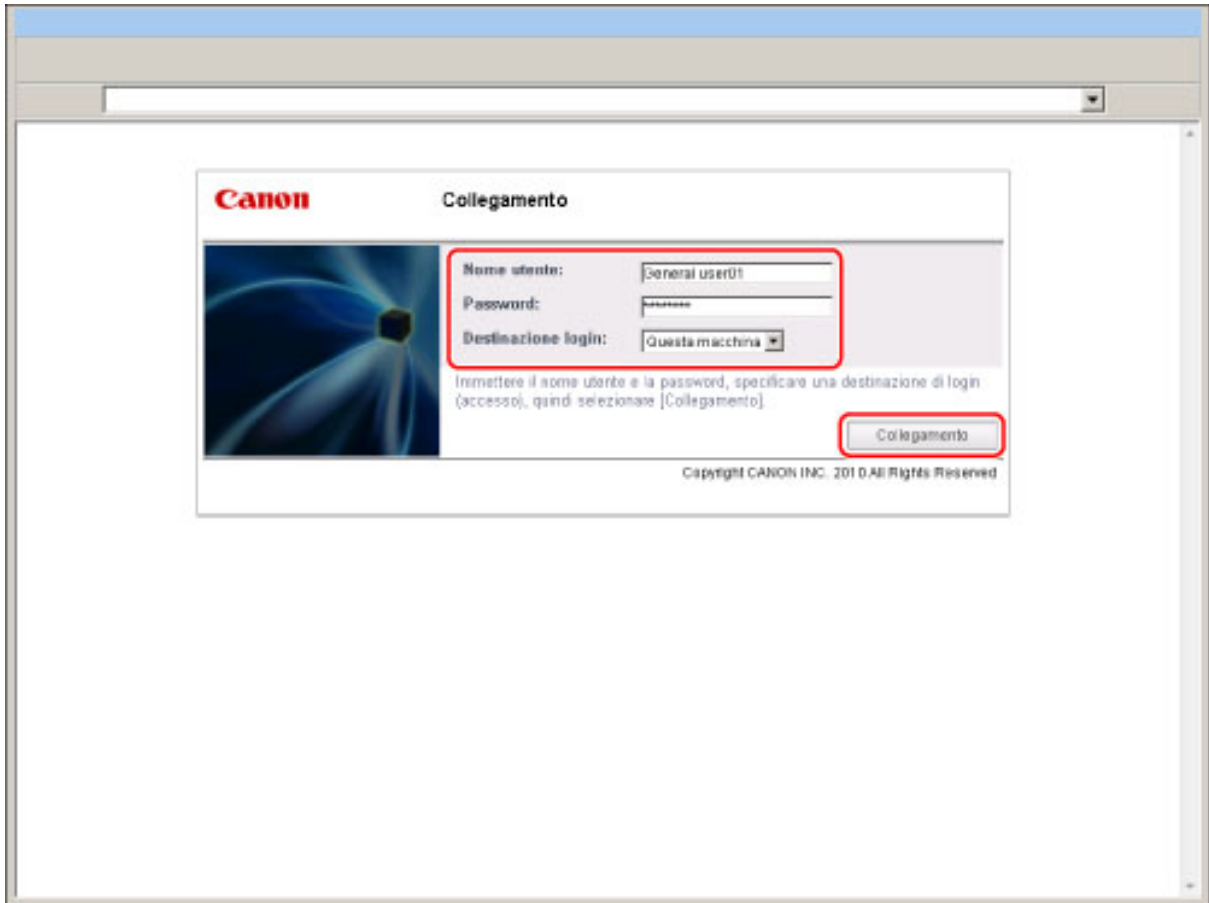 Canon
Collegamento
Nome utente:
General user01
Password:
********
Destinazione login:
Questa macchina
Immettere il nome utente e la password, specificare una destinazione di login
(accesso), quindi selezionare [Collegamento].
Collegamento
Copyright CANON INC. 2010 All Rights Reserved